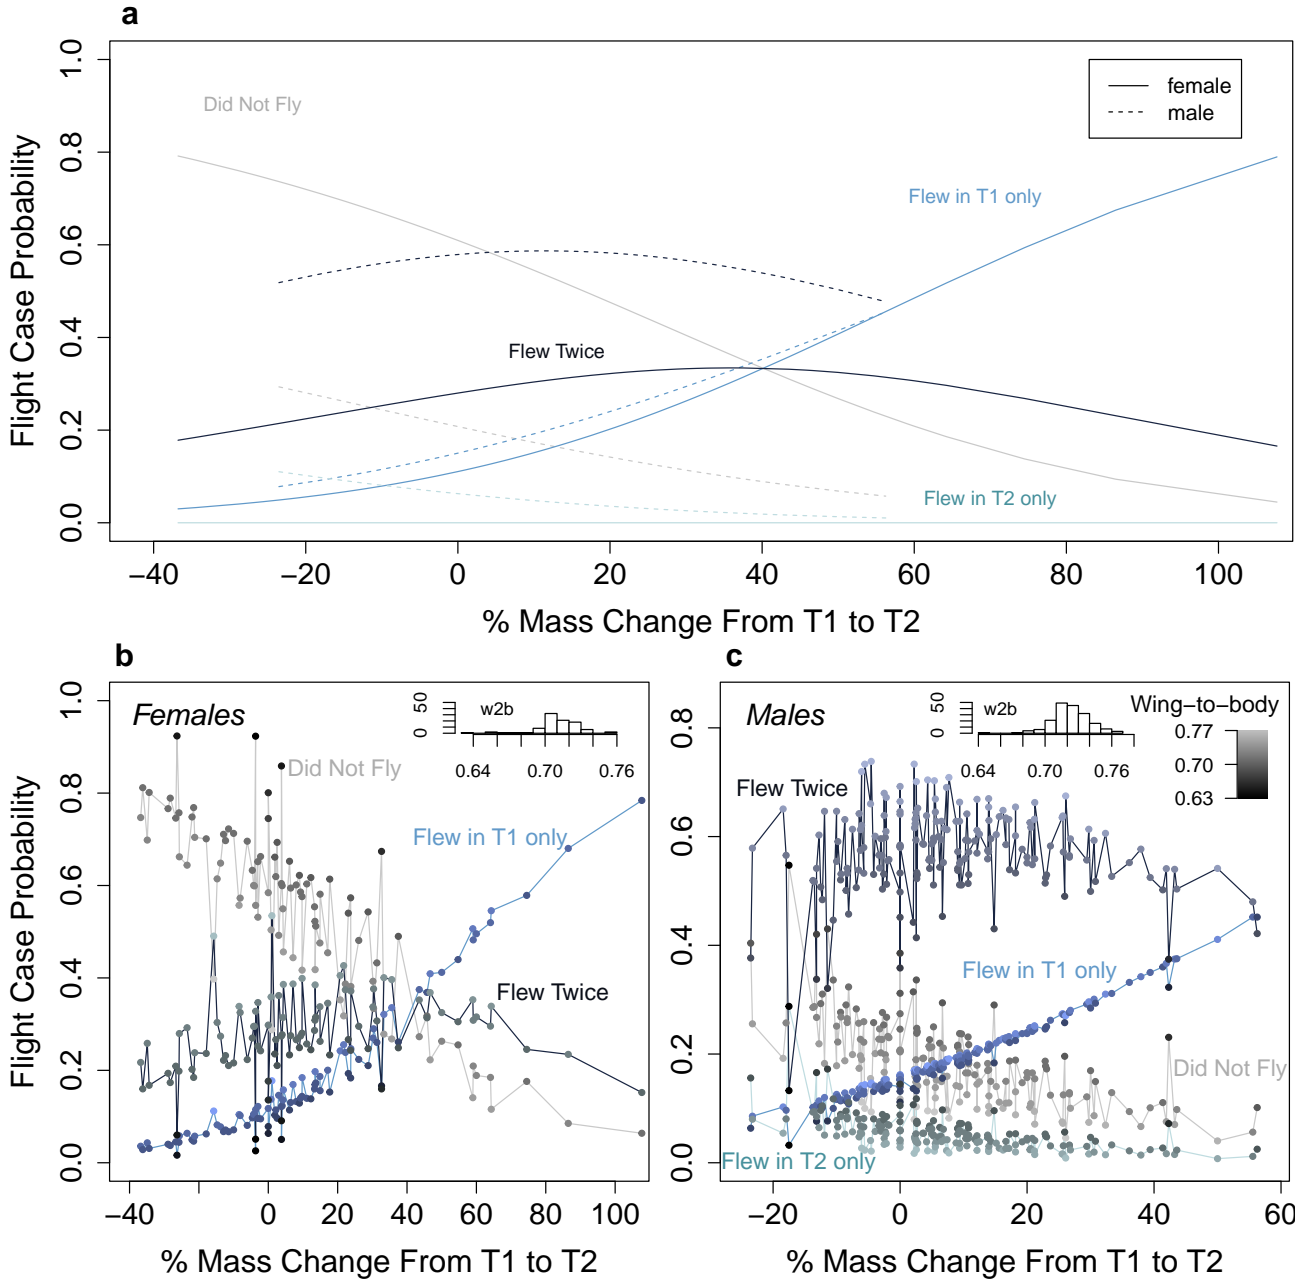 a
Flight Case Probability
1.0
0.8
0.6
0.4
0.2
0.0
Did Not Fly
female
male
Flew in T1 only
Flew Twice
Flew in T2 only
−40 −20 0 20 40 60 80 100
% Mass Change From T1 to T2
b
Flight Case Probability
1.0
0.8
0.6
0.4
0.2
0.0
Females
50
0
w2b
0.64 0.70 0.76
Did Not Fly
Flew in T1 only
Flew Twice
−40 0 20 40 60 80 100
% Mass Change From T1 to T2
c
0.8
0.6
0.4
0.2
0.0
Males
50
0
w2b
0.64 0.70 0.76
Wing−to−body
0.77
0.70
0.63
Flew Twice
Flew in T1 only
Did Not Fly
Flew in T2 only
−20 0 20 40 60
% Mass Change From T1 to T2